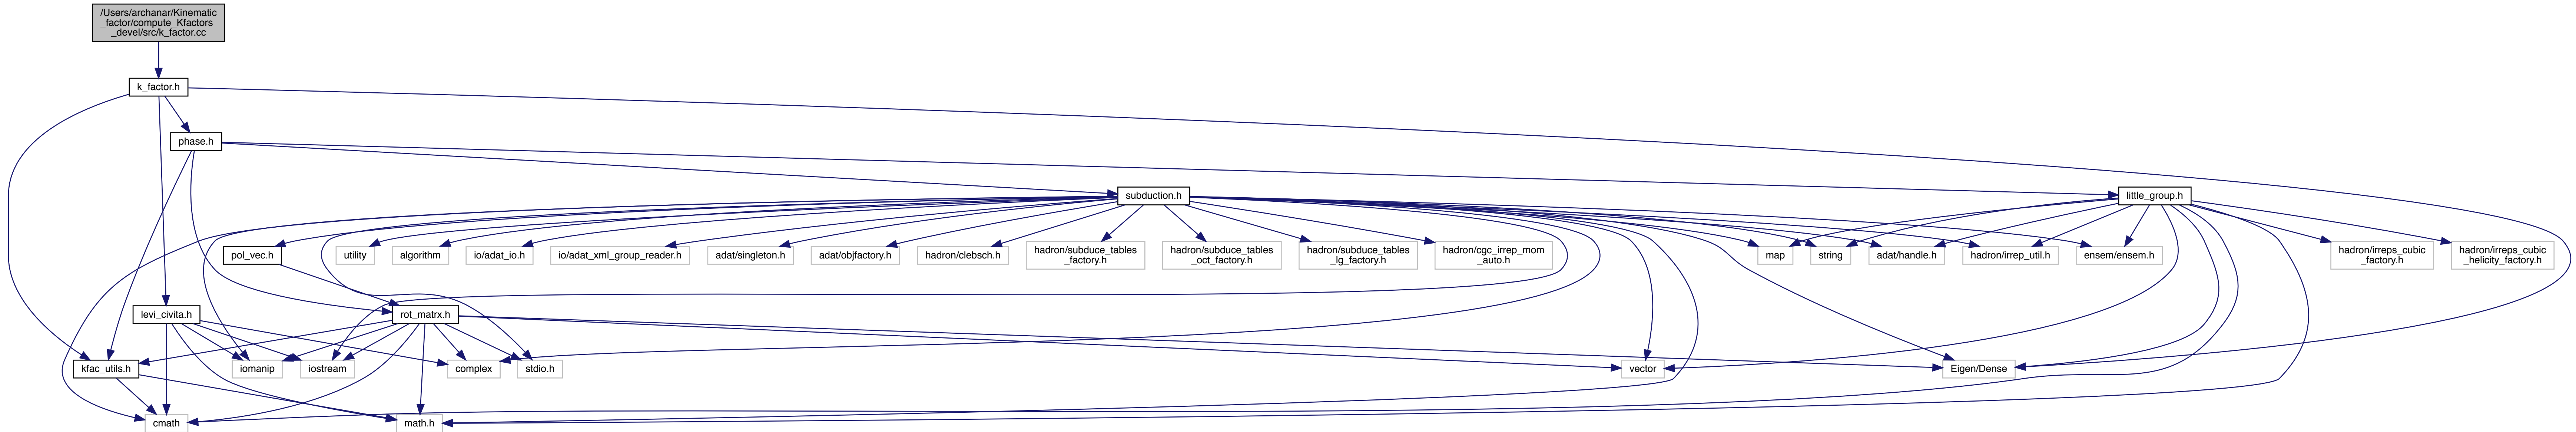 /Users/archanar/Kinematic
_factor/compute_Kfactors
_devel/src/k_factor.cc
k_factor.h
phase.h
subduction.h
little_group.h
pol_vec.h
utility
algorithm
io/adat_io.h
io/adat_xml_group_reader.h
adat/singleton.h
adat/objfactory.h
hadron/clebsch.h
hadron/subduce_tables
_factory.h
hadron/subduce_tables
_oct_factory.h
hadron/subduce_tables
_lg_factory.h
hadron/cgc_irrep_mom
_auto.h
map
string
adat/handle.h
hadron/irrep_util.h
ensem/ensem.h
hadron/irreps_cubic
_factory.h
hadron/irreps_cubic
_helicity_factory.h
levi_civita.h
rot_matrx.h
kfac_utils.h
iomanip
iostream
complex
stdio.h
vector
Eigen/Dense
cmath
math.h